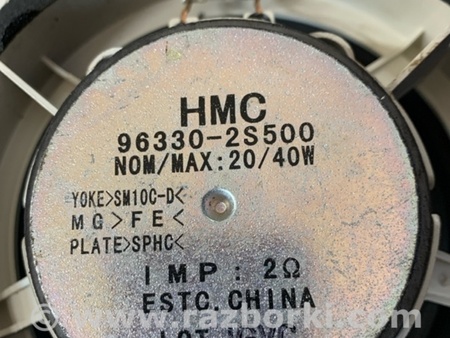 HMC
96330-2S500
NOM/MAX:20/40W
YOKE>SM10C-D<
MG>FE<
PLATE>SPHC<
IMP: 2Ω
ESTC.CHINA
LOT
© www.razborki.com